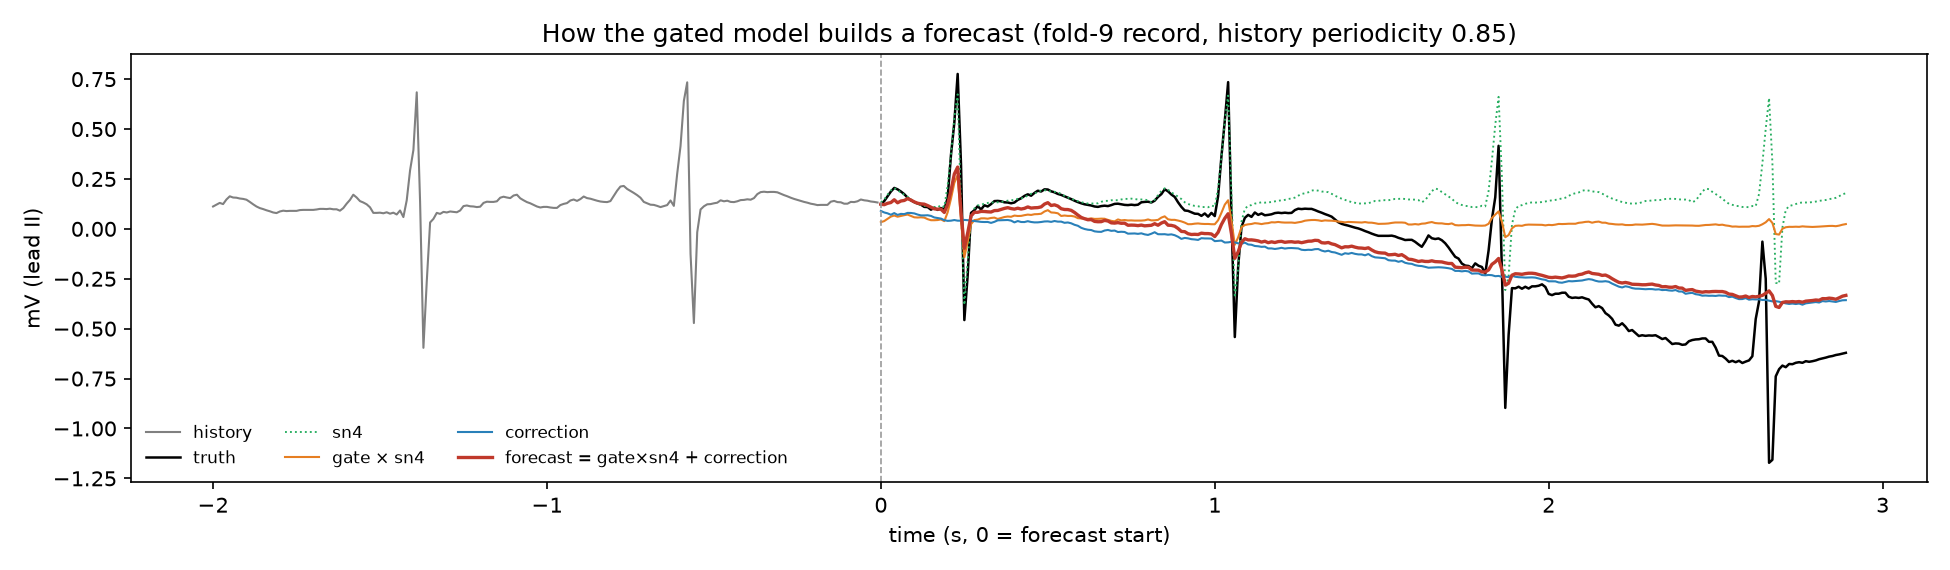 How the gated model builds a forecast (fold-9 record, history periodicity 0.85)
mV (lead II)
0.75
0.50
0.25
0.00
−0.25
−0.50
−0.75
−1.00
−1.25
history
truth
sn4
gate × sn4
correction
forecast = gate×sn4 + correction
−2
−1
0
1
2
3
time (s, 0 = forecast start)